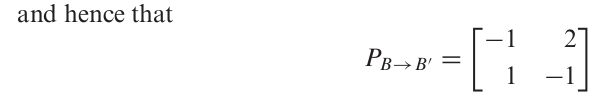 and hence that
P_{B→B′} = [−1 2
1 −1]